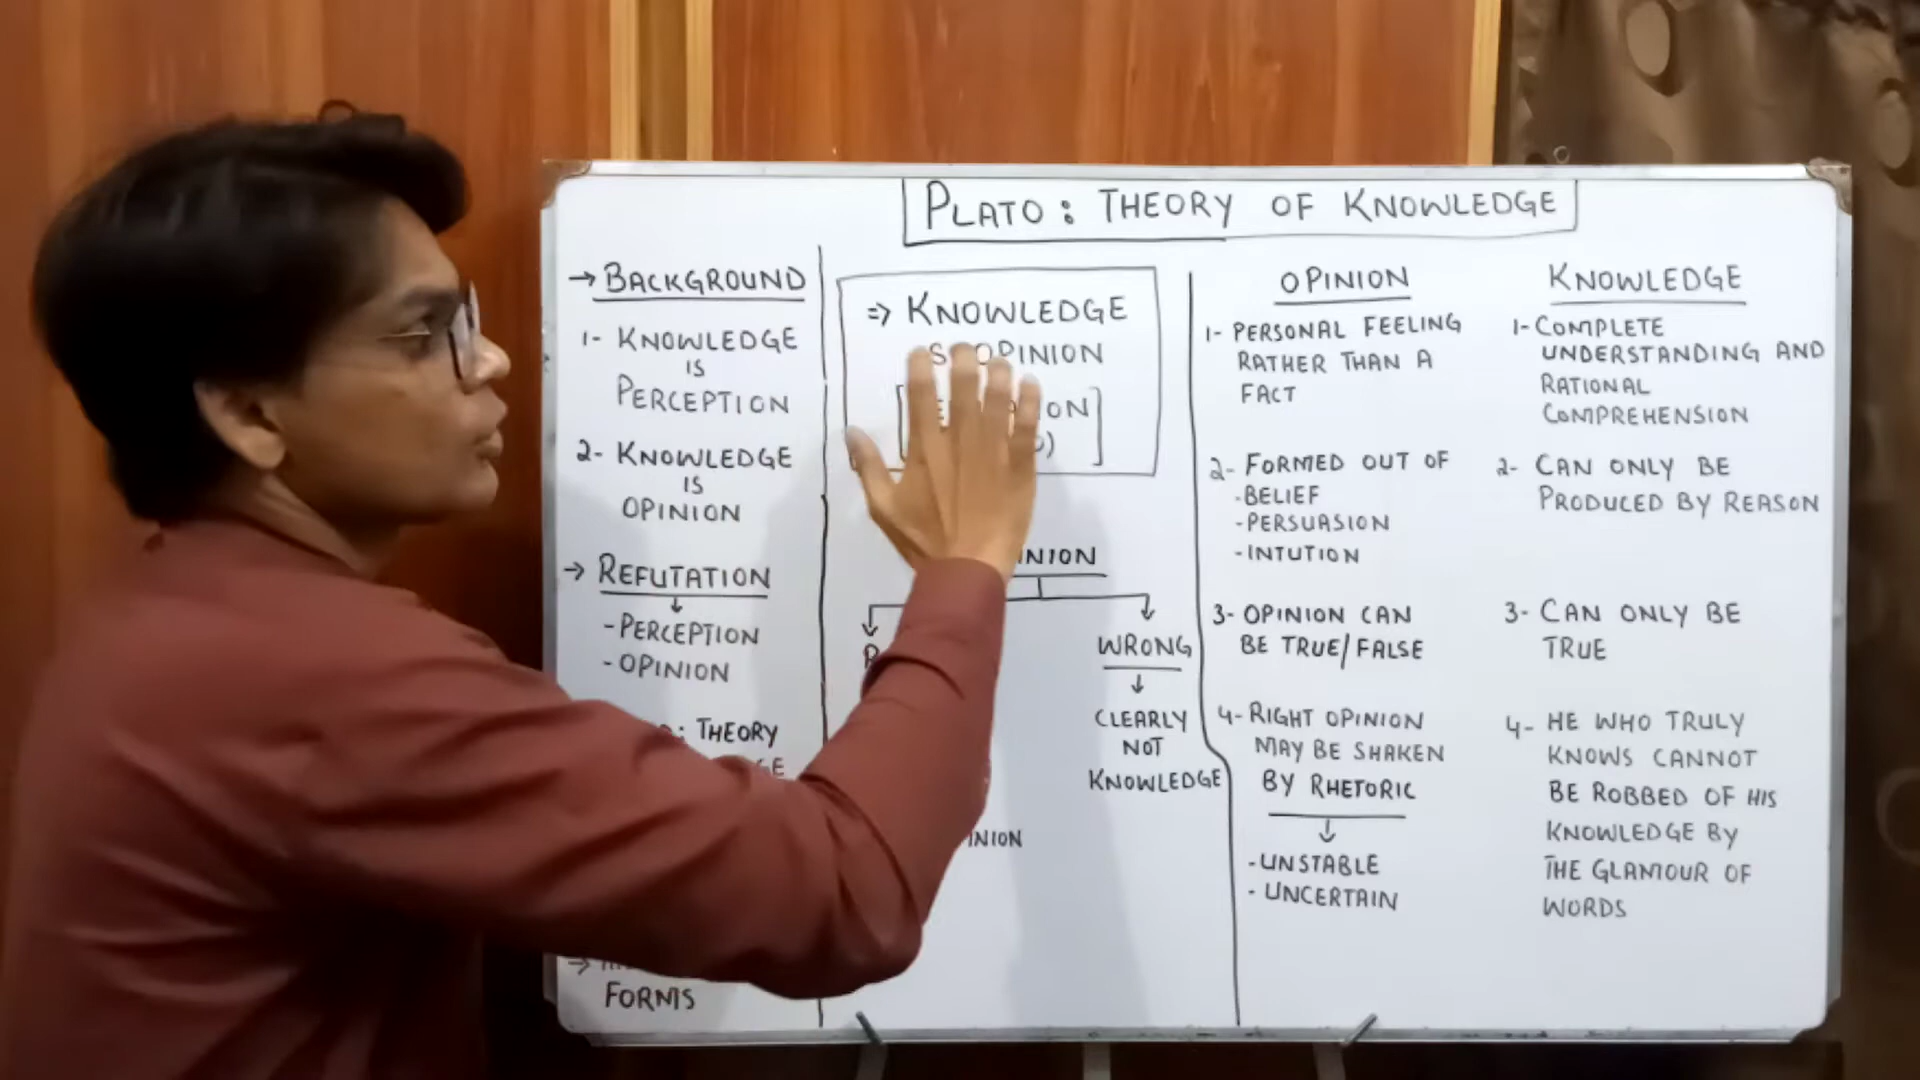 PLATO: THEORY OF KNOWLEDGE
→ BACKGROUND
1- KNOWLEDGE
IS
PERCEPTION
2- KNOWLEDGE
IS
OPINION
→ REFUTATION
- PERCEPTION
- OPINION
: THEORY
→
FORMS
⇒ KNOWLEDGE
OPINION
WRONG
CLEARLY
NOT
KNOWLEDGE
OPINION
1- PERSONAL FEELING
RATHER THAN A
FACT
2- FORMED OUT OF
- BELIEF
- PERSUASION
- INTUTION
3- OPINION CAN
BE TRUE/FALSE
4- RIGHT OPINION
MAY BE SHAKEN
BY RHETORIC
- UNSTABLE
- UNCERTAIN
KNOWLEDGE
1- COMPLETE
UNDERSTANDING AND
RATIONAL
COMPREHENSION
2- CAN ONLY BE
PRODUCED BY REASON
3- CAN ONLY BE
TRUE
4- HE WHO TRULY
KNOWS CANNOT
BE ROBBED OF HIS
KNOWLEDGE BY
THE GLAMOUR OF
WORDS